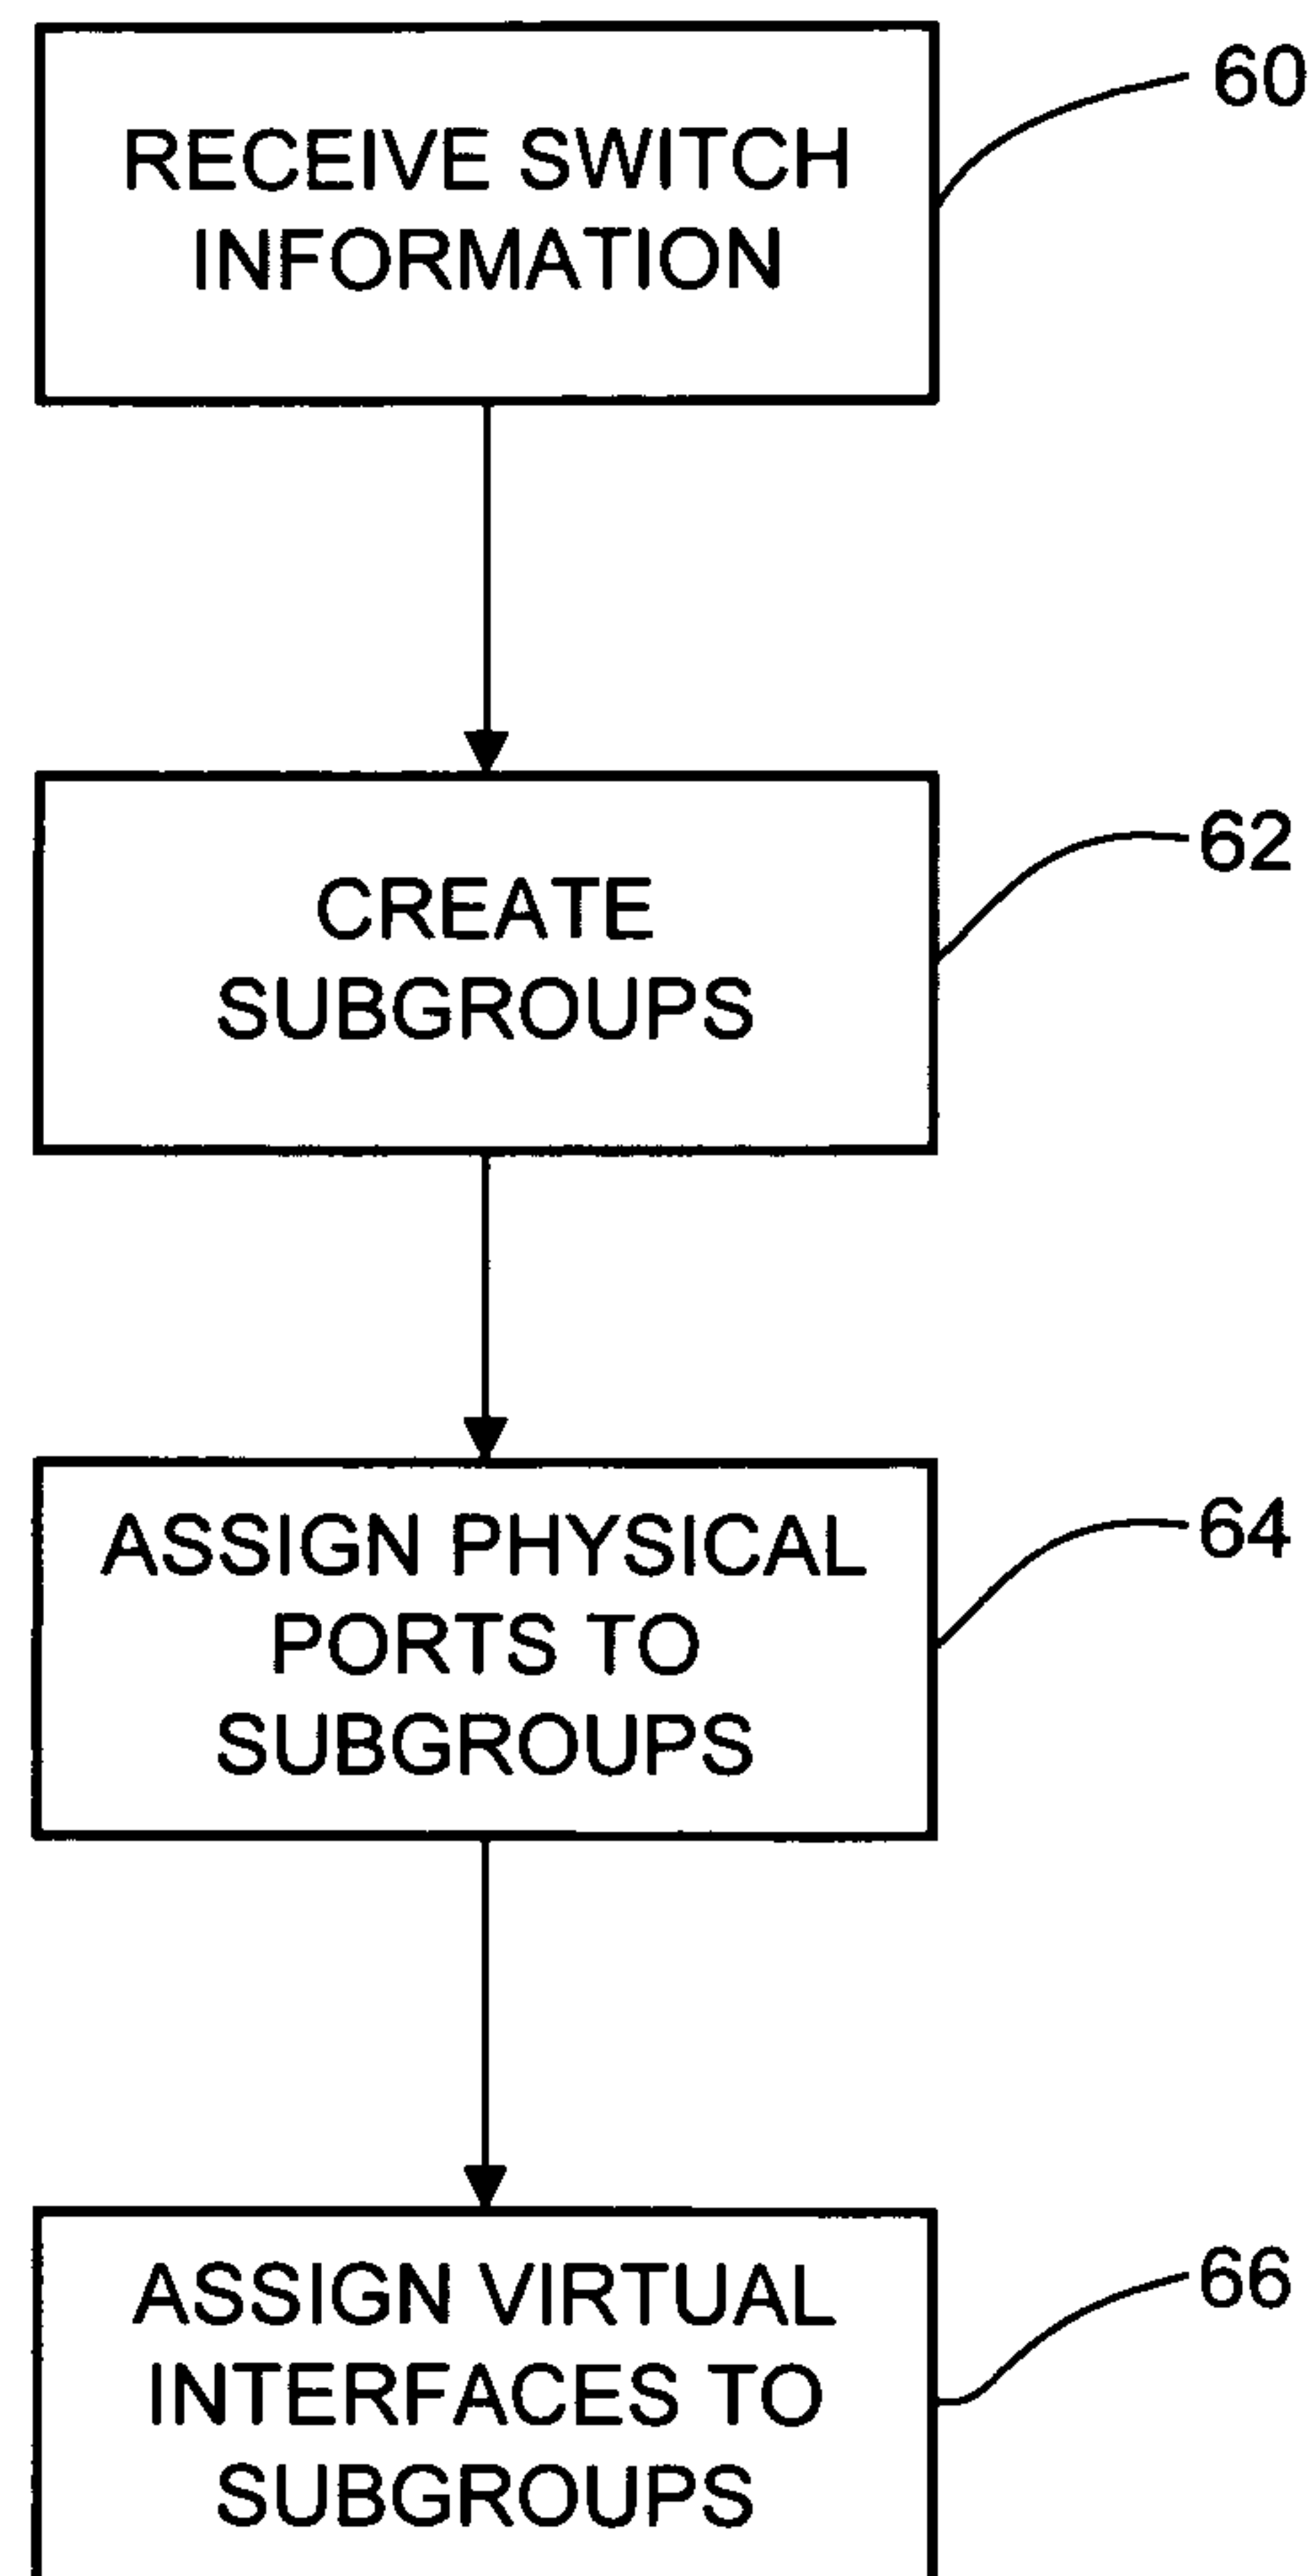 RECEIVE SWITCH
INFORMATION
60
CREATE
SUBGROUPS
62
ASSIGN PHYSICAL
PORTS TO
SUBGROUPS
64
ASSIGN VIRTUAL
INTERFACES TO
SUBGROUPS
66